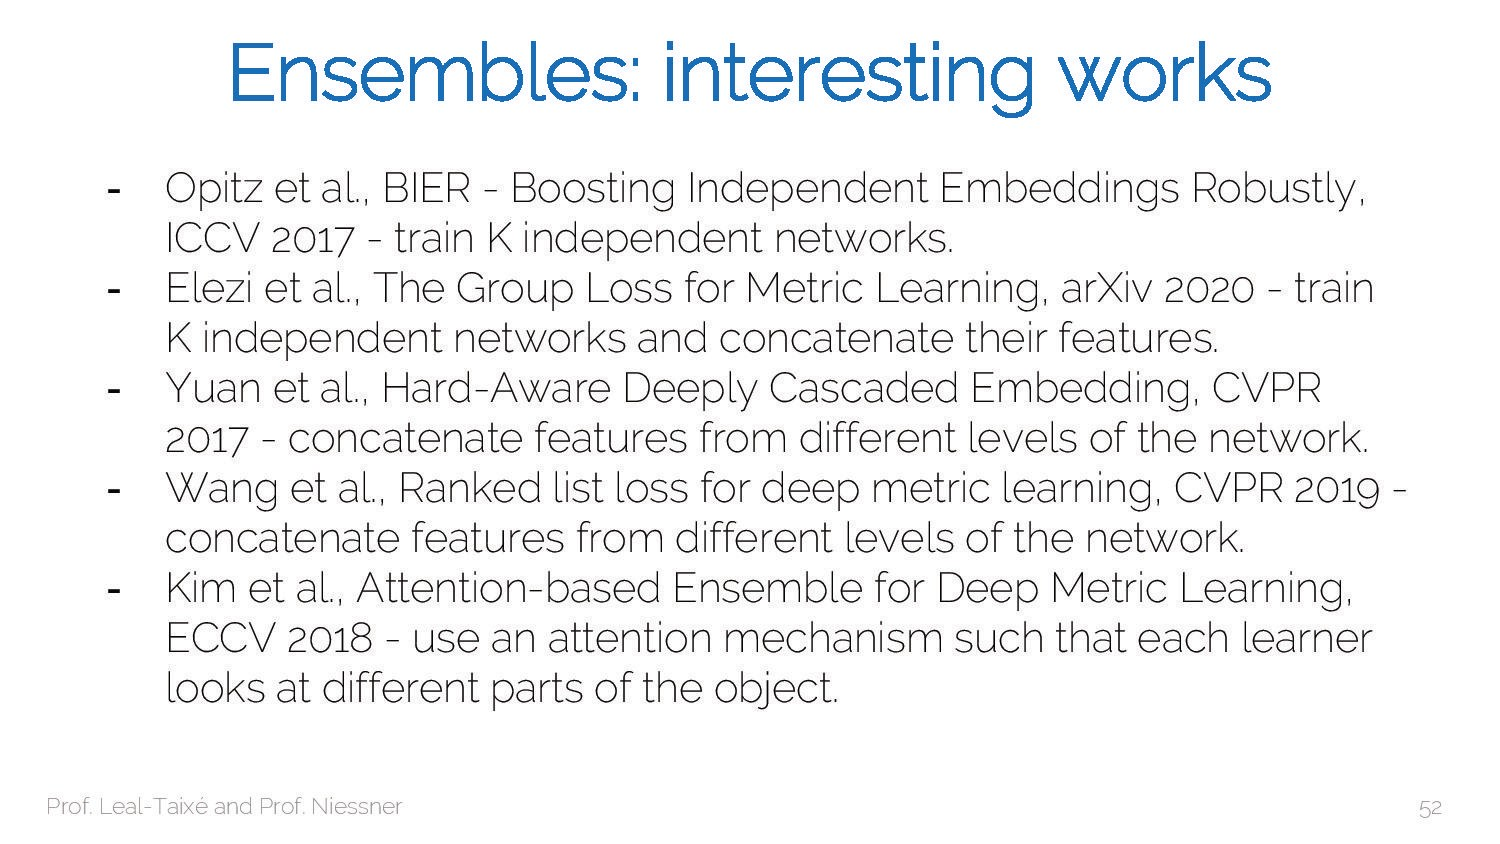 Ensembles: interesting works
- Opitz et al., BIER - Boosting Independent Embeddings Robustly,
ICCV 2017 - train K independent networks.
- Elezi et al., The Group Loss for Metric Learning, arXiv 2020 - train
K independent networks and concatenate their features.
- Yuan et al., Hard-Aware Deeply Cascaded Embedding, CVPR
2017 - concatenate features from different levels of the network.
- Wang et al., Ranked list loss for deep metric learning, CVPR 2019 -
concatenate features from different levels of the network.
- Kim et al., Attention-based Ensemble for Deep Metric Learning,
ECCV 2018 - use an attention mechanism such that each learner
looks at different parts of the object.
Prof. Leal-Taixé and Prof. Niessner
52